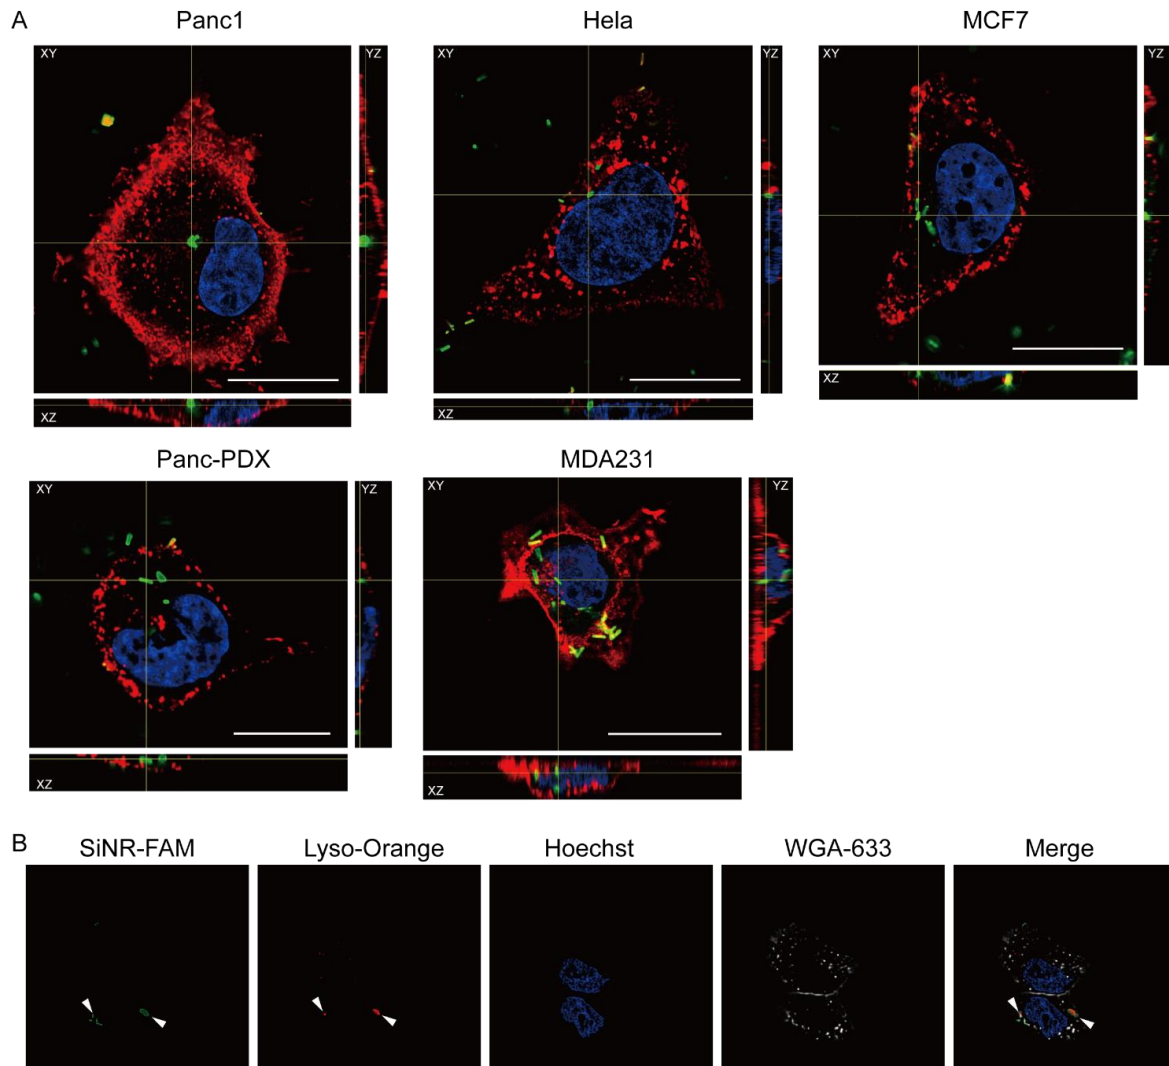 A
Panc1
Hela
MCF7
XY
YZ
XY
YZ
XY
YZ
XZ
XZ
XZ
Panc-PDX
MDA231
XY
YZ
XY
YZ
XZ
XZ
B
SiNR-FAM
Lyso-Orange
Hoechst
WGA-633
Merge